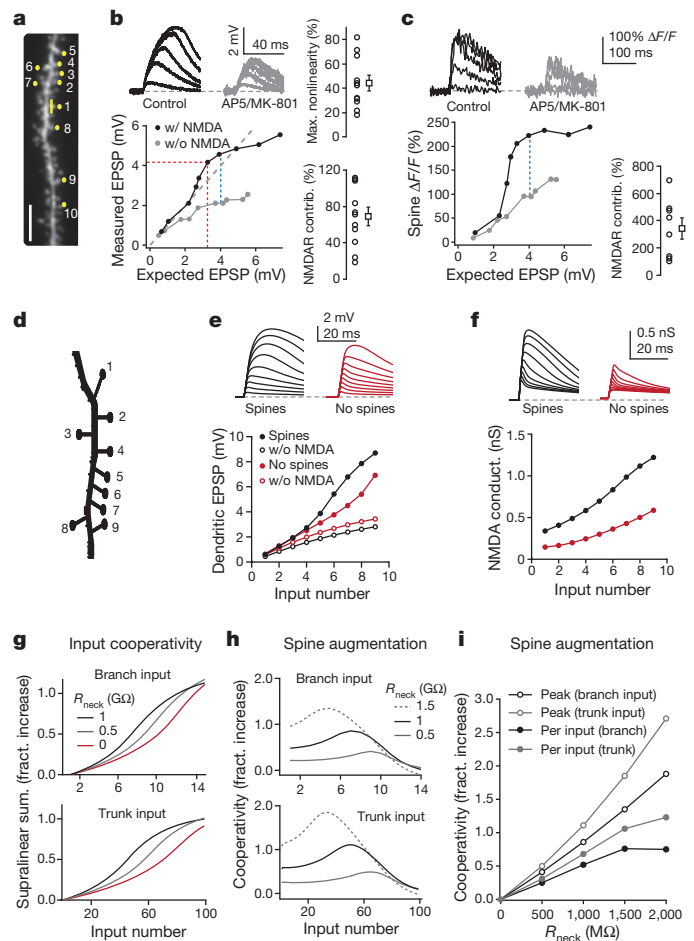 a
5
4
3
2
6
7
1
8
9
10
b
2 mV
40 ms
Control
AP5/MK-801
Measured EPSP (mV)
6
4
2
0
w/ NMDA
w/o NMDA
0
2
4
6
Expected EPSP (mV)
Max. nonlinearity (%)
80
60
40
20
0
NMDAR contrib. (%)
120
80
40
0
c
100% ΔF/F
100 ms
Control
AP5/MK-801
Spine ΔF/F (%)
250
200
150
100
50
0
0
2
4
6
Expected EPSP (mV)
NMDAR contrib. (%)
800
600
400
200
0
d
1
2
3
4
5
6
7
8
9
e
2 mV
20 ms
Spines
No spines
Dendritic EPSP (mV)
10
8
6
4
2
0
Spines
w/o NMDA
No spines
w/o NMDA
0
2
4
6
8
10
Input number
f
0.5 nS
20 ms
Spines
No spines
NMDA conduct. (nS)
1.5
1.0
0.5
0
0
2
4
6
8
10
Input number
g
Input cooperativity
Supralinear sum. (fract. increase)
Branch input
Rneck (GΩ)
1
0.5
0
1.0
0.5
0.0
2
6
10
14
Trunk input
1.0
0.5
0.0
20
60
100
Input number
h
Spine augmentation
Cooperativity (fract. increase)
Branch input
Rneck (GΩ)
1.5
1
0.5
2.0
1.0
0.0
2
6
10
14
Trunk input
2.0
1.0
0.0
20
60
100
Input number
i
Spine augmentation
Cooperativity (fract. increase)
3.0
2.5
2.0
1.5
1.0
0.5
0.0
Peak (branch input)
Peak (trunk input)
Per input (branch)
Per input (trunk)
0
500
1,000
1,500
2,000
Rneck (MΩ)